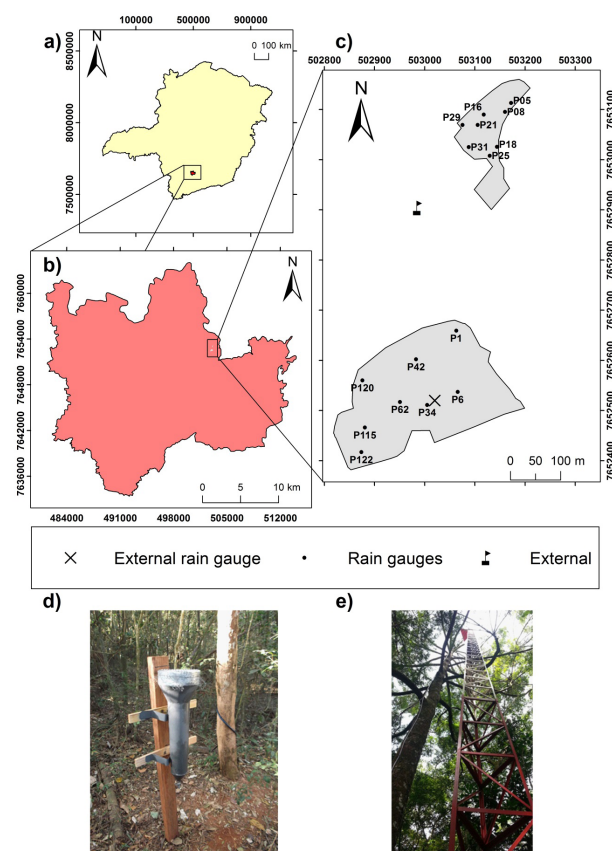 a)
100000 500000 900000
8500000
8000000
7500000
N
0 100 km
b)
7660000
7654000
7648000
7642000
7636000
N
0 5 10 km
484000 491000 498000 505000 512000
c)
502800 502900 503000 503100 503200 503300
N
7653100
7653000
7652900
7652800
7652700
7652600
7652500
7652400
P05
P16
P08
P29
P21
P31
P18
P25
P1
P42
P120
P6
P62
P34
P115
P122
0 50 100 m
External rain gauge Rain gauges External
d)
e)